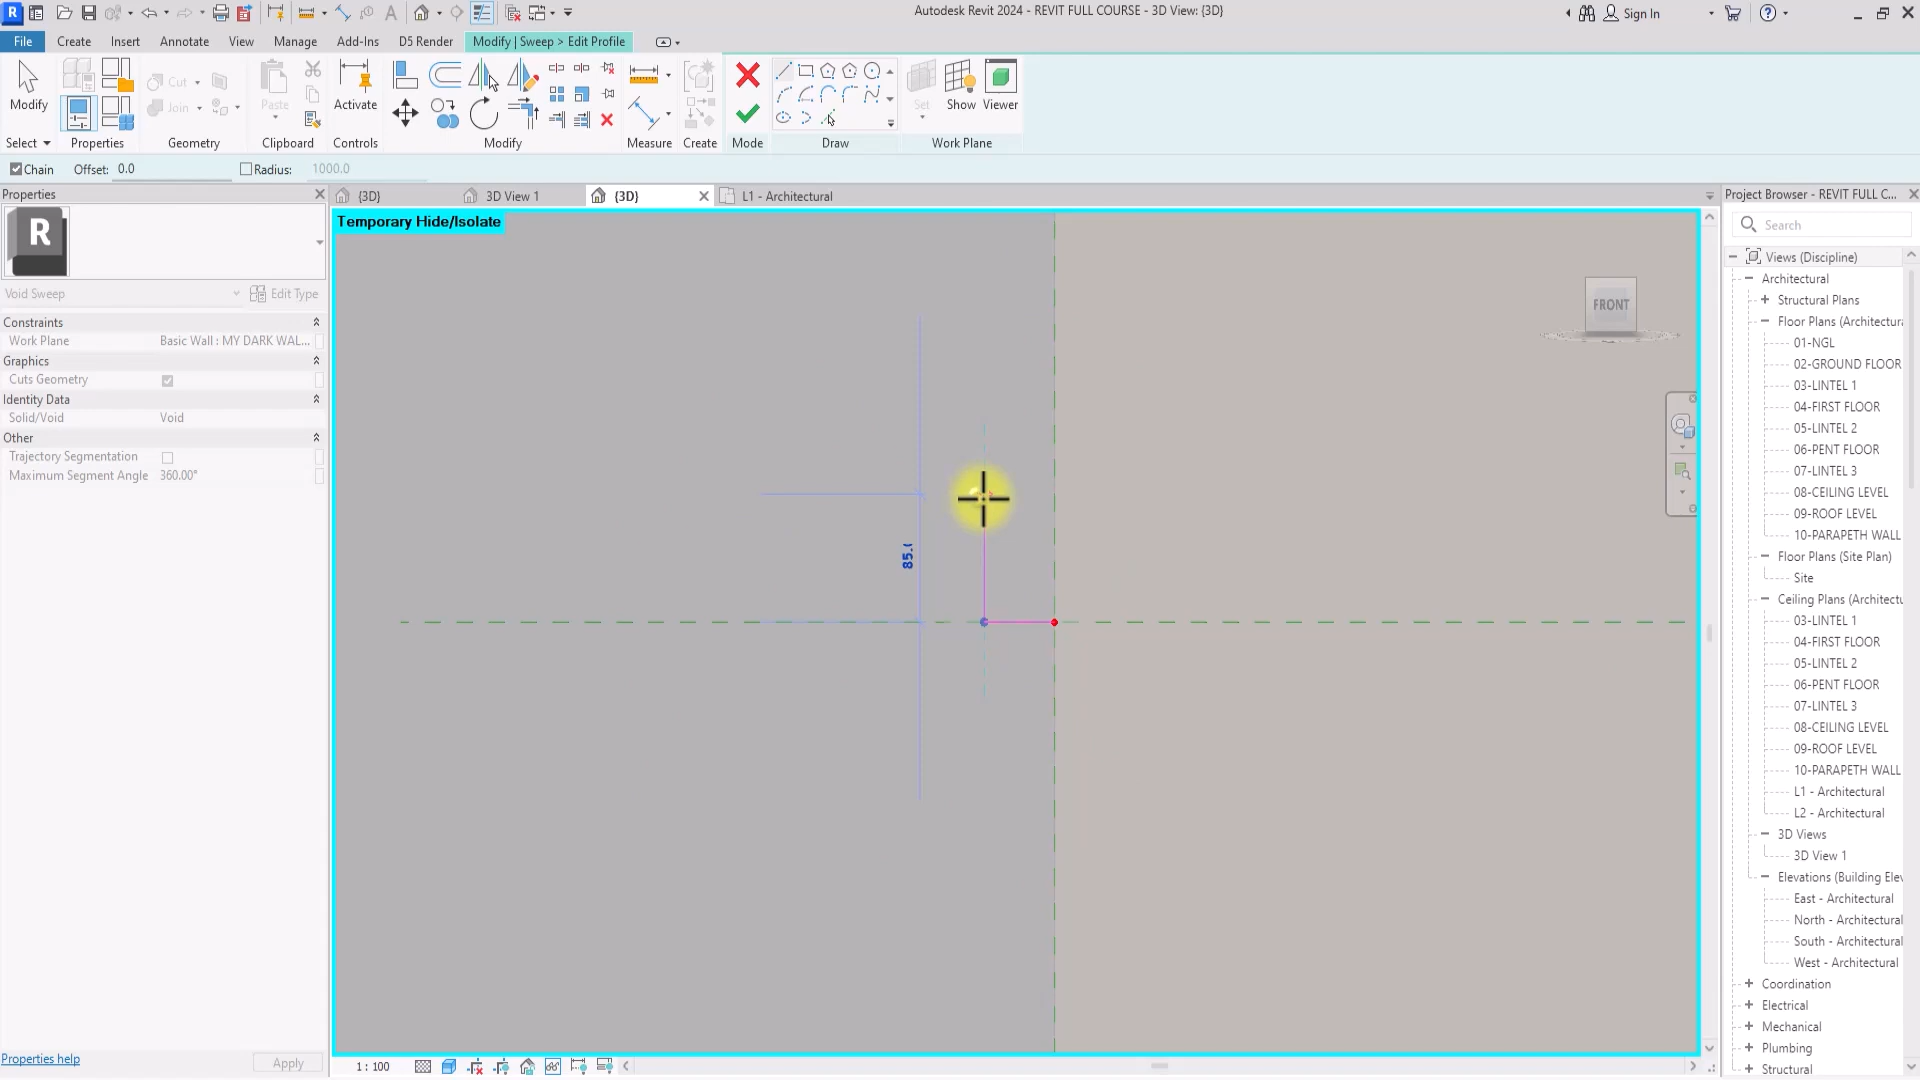 Autodesk Revit 2024 - REVIT FULL COURSE - 3D View: {3D}
Sign In
File
Create
Insert
Annotate
View
Manage
Add-Ins
D5 Render
Modify | Sweep > Edit Profile
Modify
Cut
Join
Paste
Activate
Set
Show
Viewer
Select
Properties
Geometry
Clipboard
Controls
Modify
Measure
Create
Mode
Draw
Work Plane
Chain
Offset: 0.0
Radius: 1000.0
Properties
R
Void Sweep
Edit Type
Constraints
Work Plane
Basic Wall : MY DARK WAL...
Graphics
Cuts Geometry
Identity Data
Solid/Void
Void
Other
Trajectory Segmentation
Maximum Segment Angle
360.00°
Properties help
Apply
{3D}
3D View 1
{3D}
L1 - Architectural
Temporary Hide/Isolate
FRONT
85.(
1 : 100
Project Browser - REVIT FULL C...
Search
Views (Discipline)
Architectural
Structural Plans
Floor Plans (Architectura
01-NGL
02-GROUND FLOOR
03-LINTEL 1
04-FIRST FLOOR
05-LINTEL 2
06-PENT FLOOR
07-LINTEL 3
08-CEILING LEVEL
09-ROOF LEVEL
10-PARAPETH WALL
Floor Plans (Site Plan)
Site
Ceiling Plans (Architectu
03-LINTEL 1
04-FIRST FLOOR
05-LINTEL 2
06-PENT FLOOR
07-LINTEL 3
08-CEILING LEVEL
09-ROOF LEVEL
10-PARAPETH WALL
L1 - Architectural
L2 - Architectural
3D Views
3D View 1
Elevations (Building Elev
East - Architectural
North - Architectural
South - Architectural
West - Architectural
Coordination
Electrical
Mechanical
Plumbing
Structural